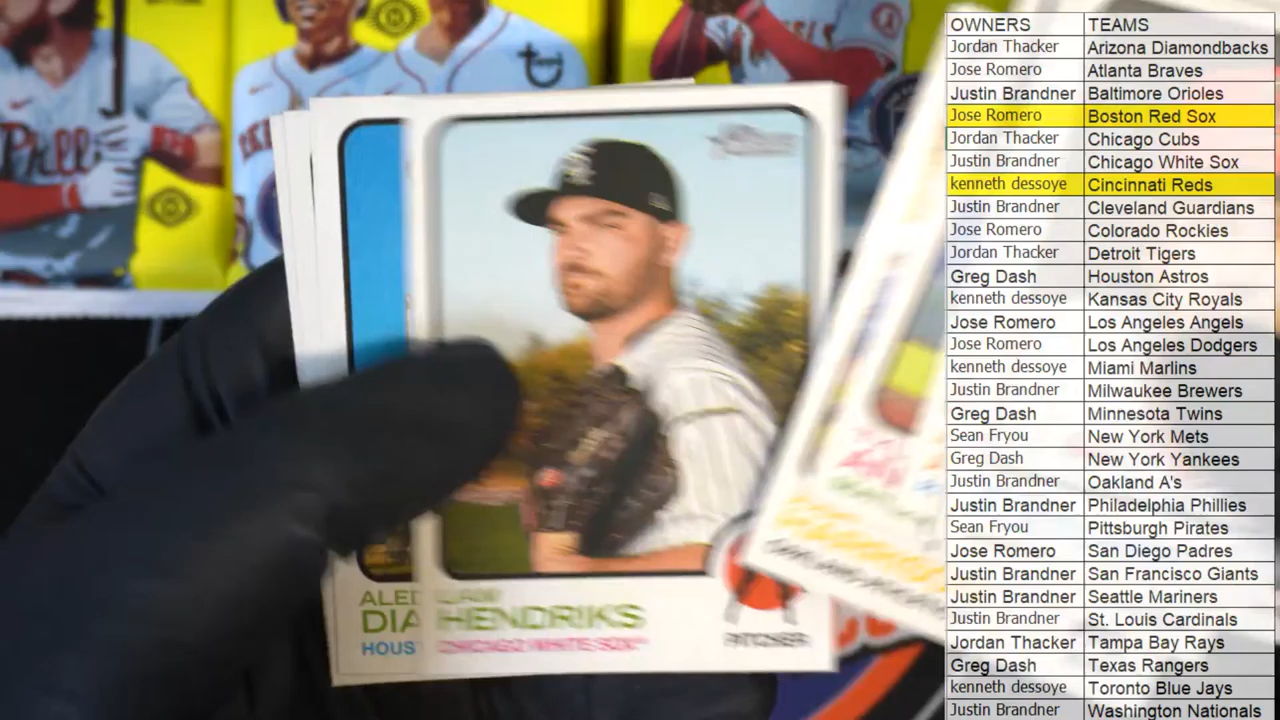 OWNERS TEAMS
Jordan Thacker Arizona Diamondbacks
Jose Romero Atlanta Braves
Justin Brandner Baltimore Orioles
Jose Romero Boston Red Sox
Jordan Thacker Chicago Cubs
Justin Brandner Chicago White Sox
kenneth dessoye Cincinnati Reds
Justin Brandner Cleveland Guardians
Jose Romero Colorado Rockies
Jordan Thacker Detroit Tigers
Greg Dash Houston Astros
kenneth dessoye Kansas City Royals
Jose Romero Los Angeles Angels
Jose Romero Los Angeles Dodgers
kenneth dessoye Miami Marlins
Justin Brandner Milwaukee Brewers
Greg Dash Minnesota Twins
Sean Fryou New York Mets
Greg Dash New York Yankees
Justin Brandner Oakland A's
Justin Brandner Philadelphia Phillies
Sean Fryou Pittsburgh Pirates
Jose Romero San Diego Padres
Justin Brandner San Francisco Giants
Justin Brandner Seattle Mariners
Justin Brandner St. Louis Cardinals
Jordan Thacker Tampa Bay Rays
Greg Dash Texas Rangers
kenneth dessoye Toronto Blue Jays
Justin Brandner Washington Nationals
Phill
ALED
DIA
HOUS
LIAM
HENDRIKS
CHICAGO WHITE SOX
PITCHER